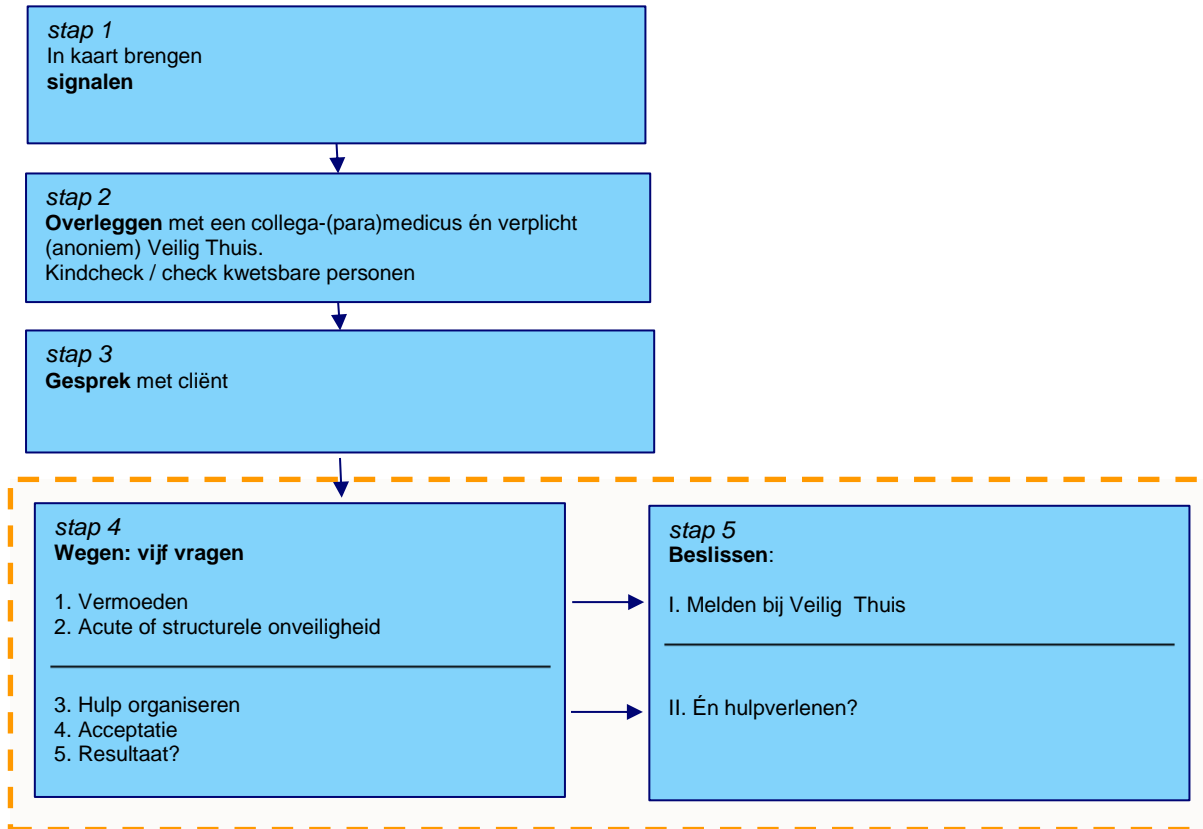 stap 1
In kaart brengen
signalen
stap 2
Overleggen met een collega-(para)medicus én verplicht
(anoniem) Veilig Thuis.
Kindcheck / check kwetsbare personen
stap 3
Gesprek met cliënt
stap 4
Wegen: vijf vragen
1. Vermoeden
2. Acute of structurele onveiligheid
3. Hulp organiseren
4. Acceptatie
5. Resultaat?
stap 5
Beslissen:
I. Melden bij Veilig Thuis
II. Én hulpverlenen?